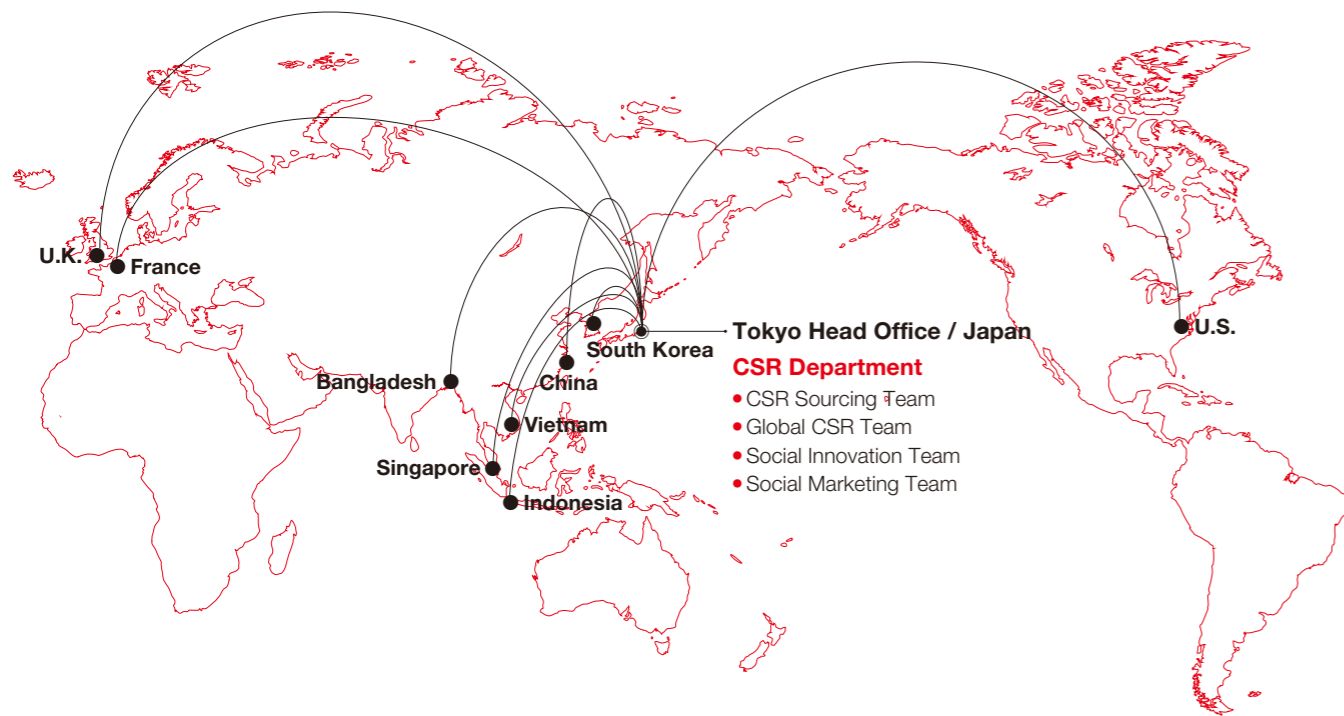 U.K.
France
U.S.
Tokyo Head Office / Japan
South Korea
CSR Department
Bangladesh
China
• CSR Sourcing Team
Vietnam
• Global CSR Team
Singapore
• Social Innovation Team
• Social Marketing Team
Indonesia